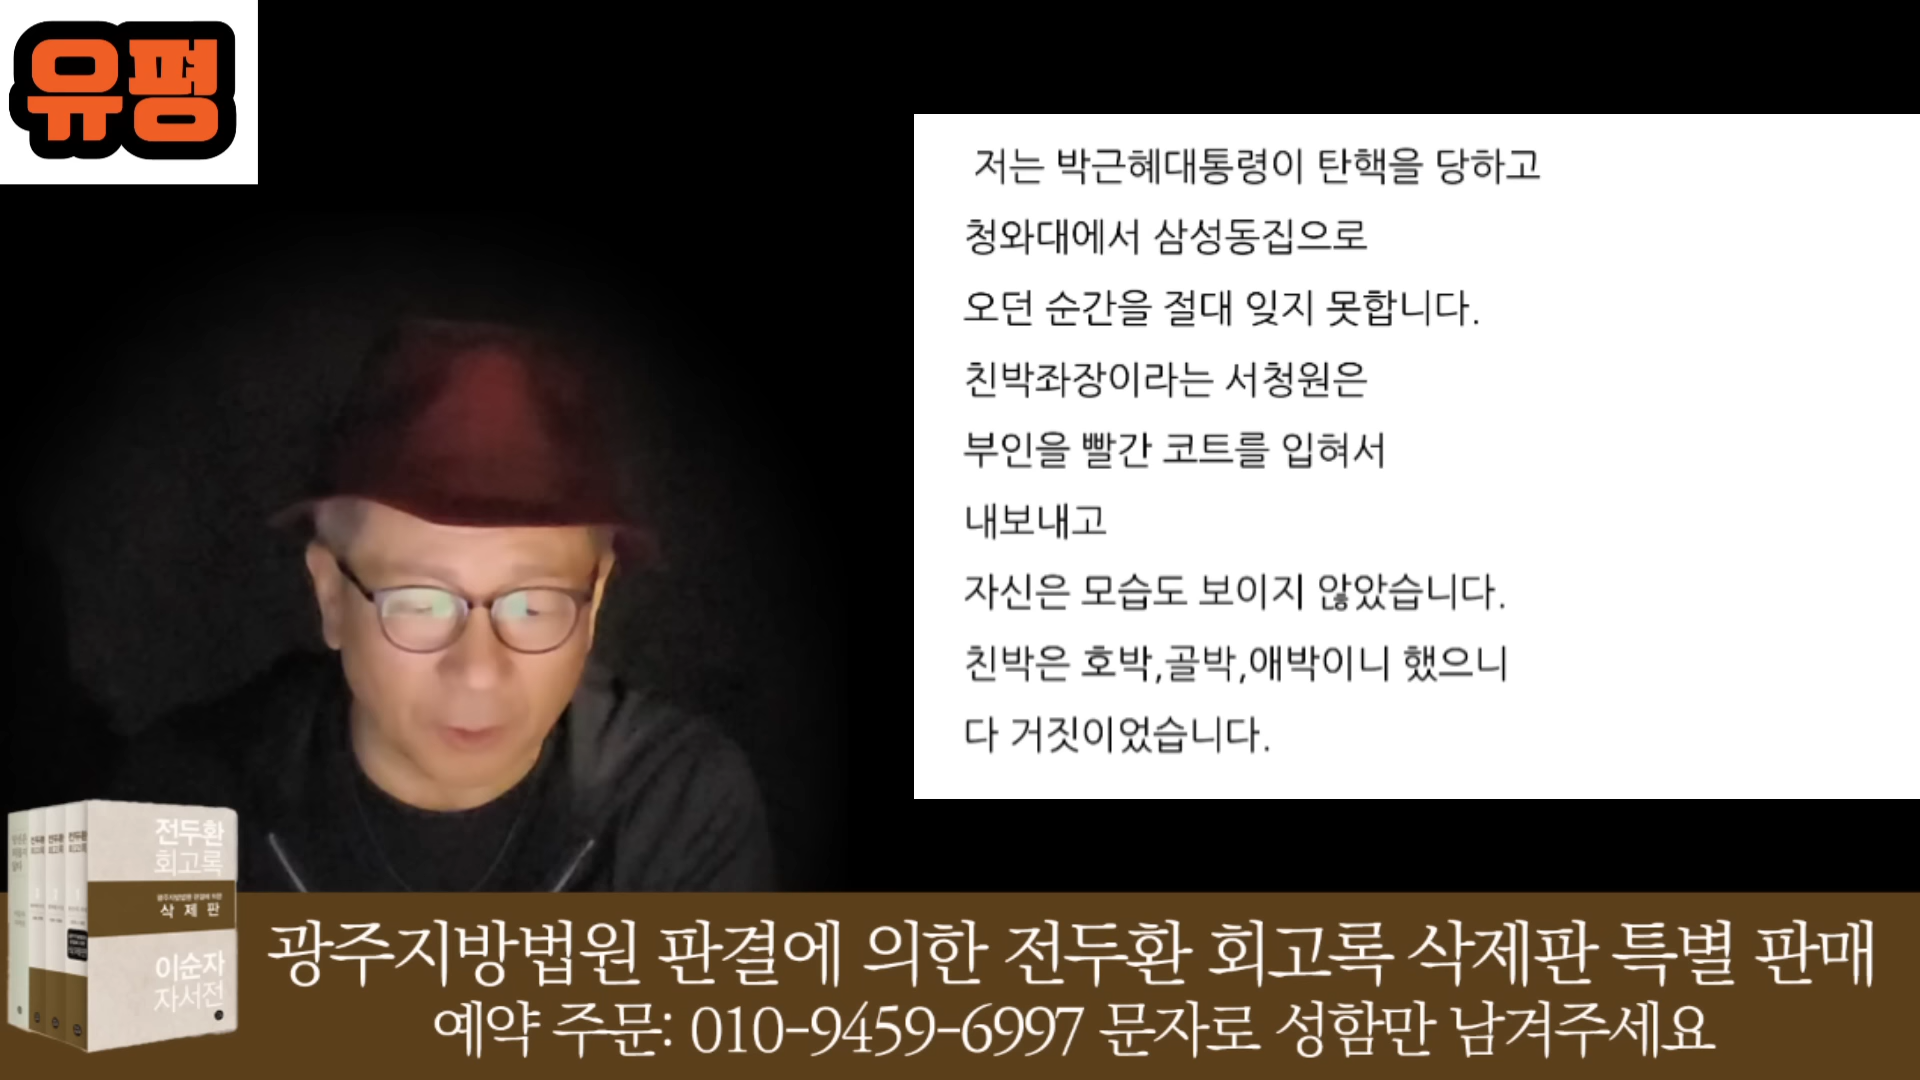 유평
저는 박근혜대통령이 탄핵을 당하고
청와대에서 삼성동집으로
오던 순간을 절대 잊지 못합니다.
친박좌장이라는 서청원은
부인을 빨간 코트를 입혀서
내보내고
자신은 모습도 보이지 않았습니다.
친박은 호박,골박,애박이니 했으니
다 거짓이었습니다.
전두환
회고록
삭제판
이순자
자서전
광주지방법원 판결에 의한 전두환 회고록 삭제판 특별 판매
예약 주문: 010-9459-6997 문자로 성함만 남겨주세요